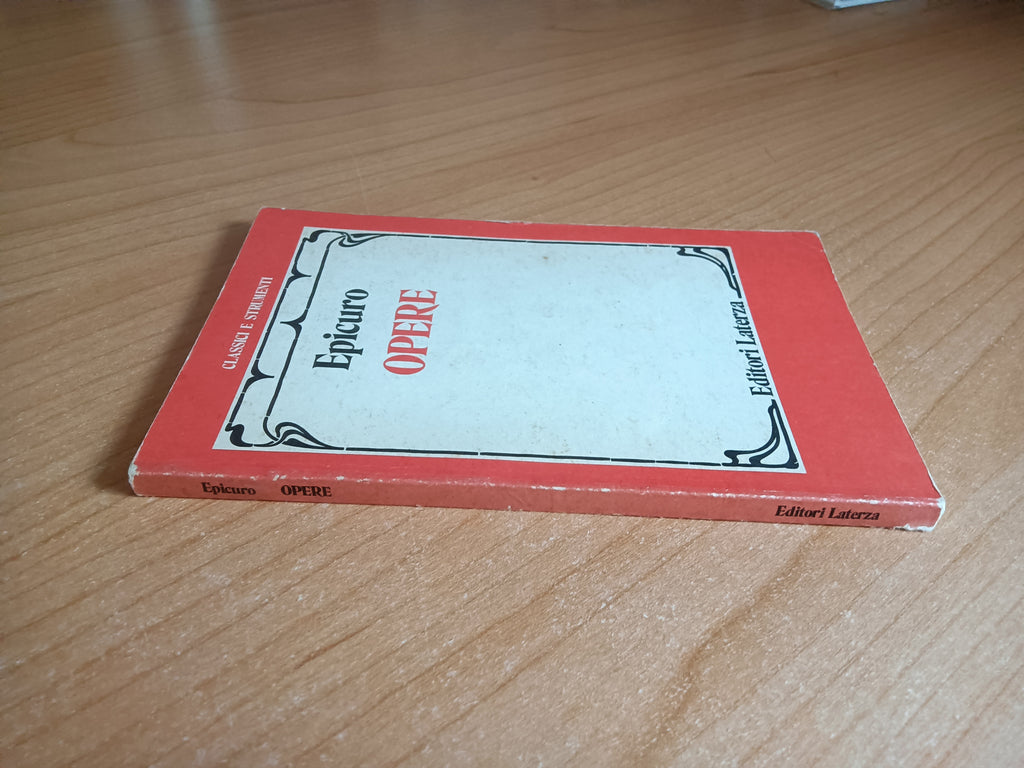 CLASSICI E STRUMENTI
Epicuro
OPERE
Editori Laterza
Epicuro OPERE Editori Laterza